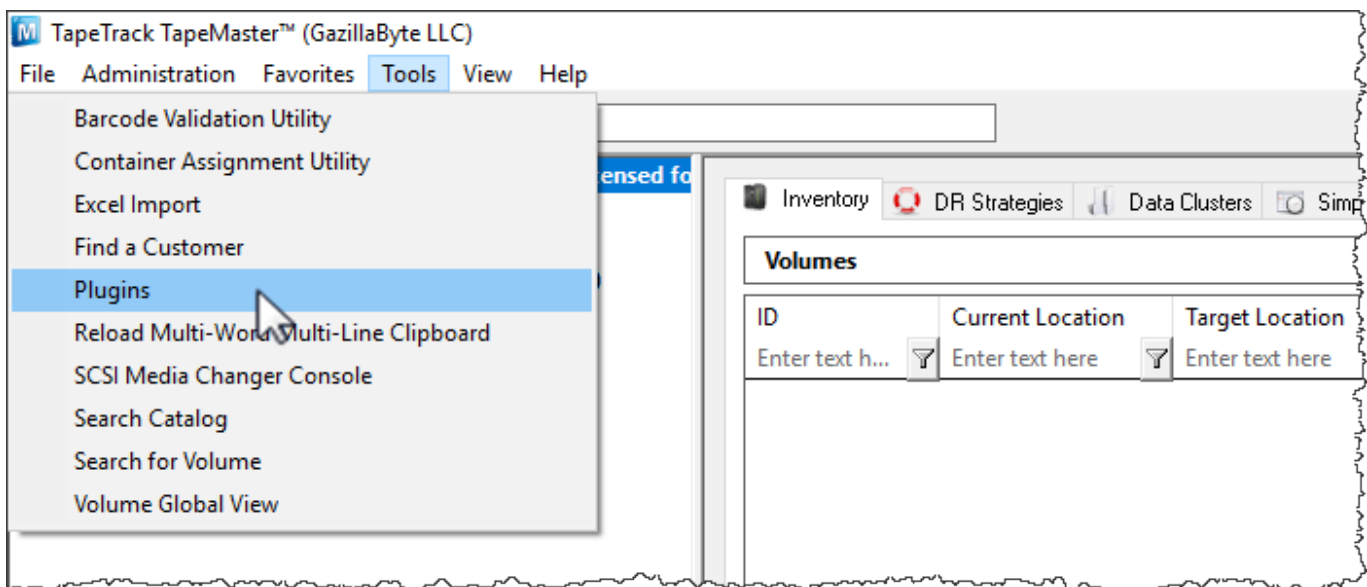 TapeTrack TapeMaster™ (GazillaByte LLC)
File Administration Favorites Tools View Help
Barcode Validation Utility
Container Assignment Utility
Excel Import
Find a Customer
Plugins
Reload Multi-Word Multi-Line Clipboard
SCSI Media Changer Console
Search Catalog
Search for Volume
Volume Global View
ensed fo
Inventory DR Strategies Data Clusters Simp
Volumes
ID Current Location Target Location
Enter text h... Enter text here Enter text here